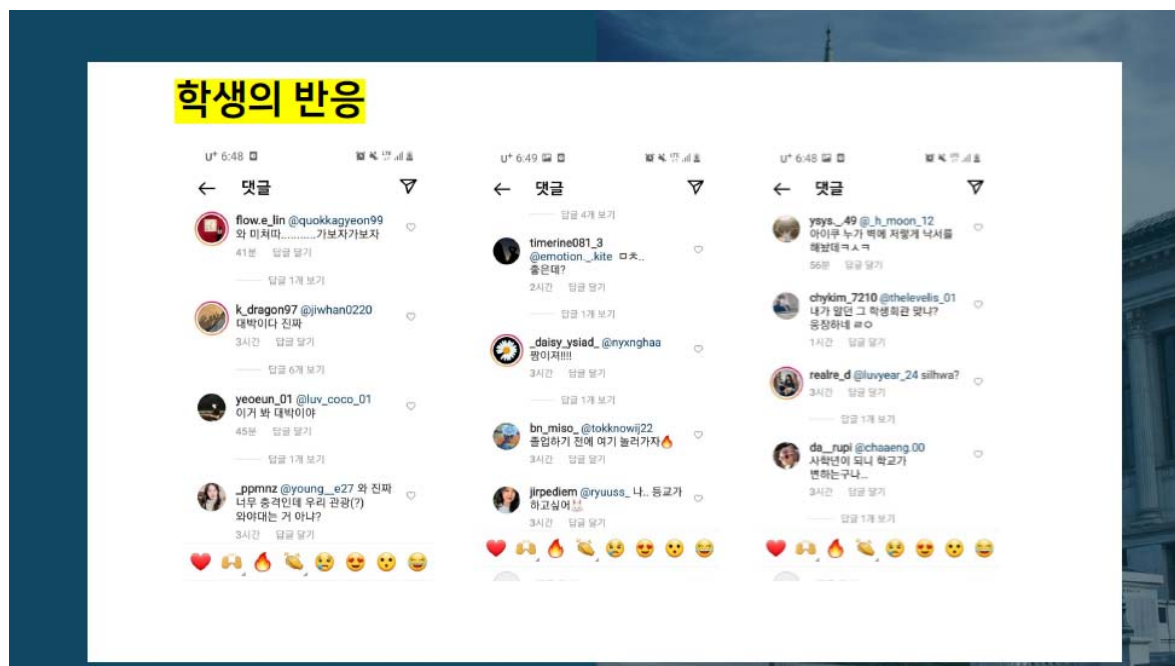 학생의 반응
U+ 6:48
댓글
flow.e_lin @quokkagyeon99
와 미쳐따...........가보자가보자
41분 답글 달기
답글 1개 보기
k_dragon97 @jiwhan0220
대박이다 진짜
3시간 답글 달기
답글 6개 보기
yeoeun_01 @luv_coco_01
이거 봐 대박이야
45분 답글 달기
답글 1개 보기
_ppmnz @young__e27 와 진짜
너무 충격인데 우리 관광(?)
와야대는 거 아냐?
3시간 답글 달기
U+ 6:49
댓글
답글 4개 보기
timerine081_3
@emotion._.kite ㅁㅊ..
좋은데?
2시간 답글 달기
답글 1개 보기
_daisy_ysiad_ @nyxnghaa
짱이져!!!!
3시간 답글 달기
답글 1개 보기
bn_miso_ @tokknowij22
졸업하기 전에 여기 놀러가자🔥
3시간 답글 달기
jirpediem @ryuuss_ 나.. 등교가
하고싶어
3시간 답글 달기
U+ 6:48
댓글
ysys._.49 @_h_moon_12
아이쿠 누가 벽에 저렇게 낙서를
해놨데ㅋㅅㅋ
56분 답글 달기
chykim_7210 @thelevelis_01
내가 알던 그 학생회관 맞냐?
웅장하네 ㄹㅇ
1시간 답글 달기
realre_d @luvyear_24 silhwa?
3시간 답글 달기
답글 1개 보기
da__rupi @chaaeng.00
사학년이 되니 학교가
변하는구나...
3시간 답글 달기
답글 1개 보기